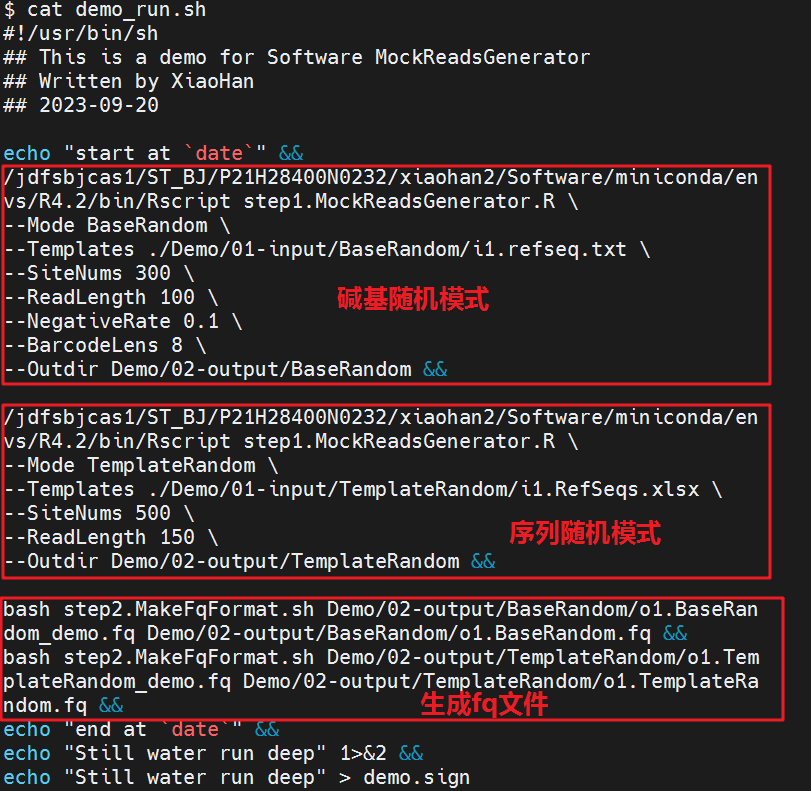 $ cat demo_run.sh
#!/usr/bin/sh
## This is a demo for Software MockReadsGenerator
## Written by XiaoHan
## 2023-09-20
echo "start at `date`" &&
/jdfsbjcas1/ST_BJ/P21H28400N0232/xiaohan2/Software/miniconda/en
vs/R4.2/bin/Rscript step1.MockReadsGenerator.R \
--Mode BaseRandom \
--Templates ./Demo/01-input/BaseRandom/i1.refseq.txt \
--SiteNums 300 \
--ReadLength 100 \
碱基随机模式
--NegativeRate 0.1 \
--BarcodeLens 8 \
--Outdir Demo/02-output/BaseRandom &&
/jdfsbjcas1/ST_BJ/P21H28400N0232/xiaohan2/Software/miniconda/en
vs/R4.2/bin/Rscript step1.MockReadsGenerator.R \
--Mode TemplateRandom \
--Templates ./Demo/01-input/TemplateRandom/i1.RefSeqs.xlsx \
--SiteNums 500 \
--ReadLength 150 \
序列随机模式
--Outdir Demo/02-output/TemplateRandom &&
bash step2.MakeFqFormat.sh Demo/02-output/BaseRandom/o1.BaseRan
dom_demo.fq Demo/02-output/BaseRandom/o1.BaseRandom.fq &&
bash step2.MakeFqFormat.sh Demo/02-output/TemplateRandom/o1.Tem
plateRandom_demo.fq Demo/02-output/TemplateRandom/o1.TemplateRa
ndom.fq &&
生成fq文件
echo "end at `date`" &&
echo "Still water run deep" 1>&2 &&
echo "Still water run deep" > demo.sign